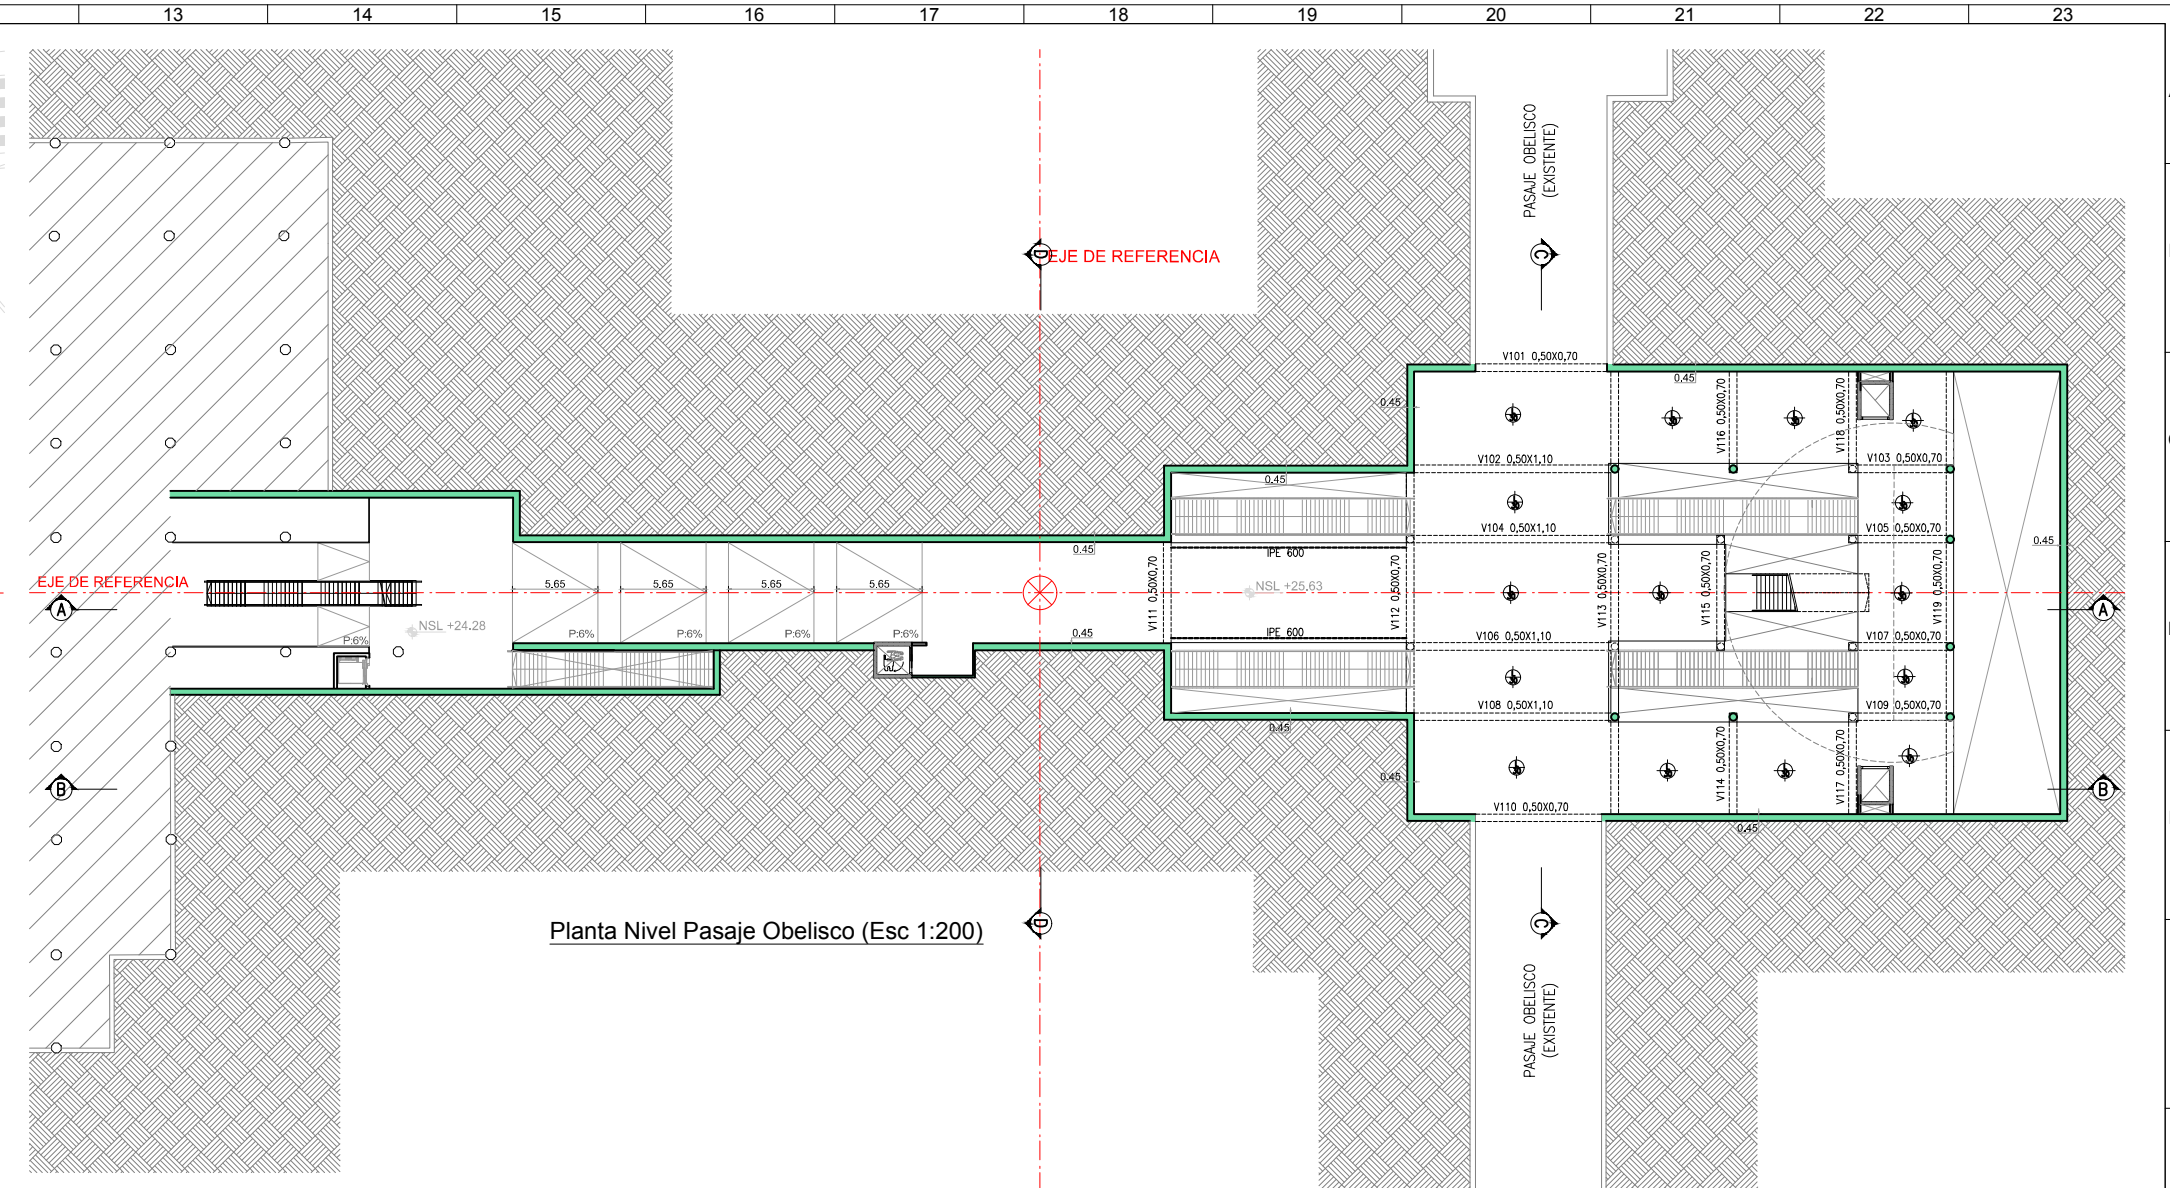 13 14 15 16 17 18 19 20 21 22 23
PASAJE OBELISCO
(EXISTENTE)
D
EJE DE REFERENCIA
C
V101 0,50X0,70
0.45
0.45
V116 0,50X0,70
V118 0,50X0,70
V102 0,50X1,10
V103 0,50X0,70
0.45
V104 0,50X1,10
V105 0,50X0,70
0.45
0.45
IPE 600
EJE DE REFERENCIA
A
5.65
5.65
5.65
5.65
V111 0,50X0,70
NSL +25.63
V112 0,50X0,70
V113 0,50X0,70
V115 0,50X0,70
V119 0,50X0,70
A
NSL +24.28
P:6%
P:6%
P:6%
P:6%
P:6%
0.45
IPE 600
V106 0,50X1,10
V107 0,50X0,70
V108 0,50X1,10
V109 0,50X0,70
0.45
V114 0,50X0,70
V117 0,50X0,70
0.45
B
B
V110 0,50X0,70
0.45
Planta Nivel Pasaje Obelisco (Esc 1:200)
D
C
PASAJE OBELISCO
(EXISTENTE)